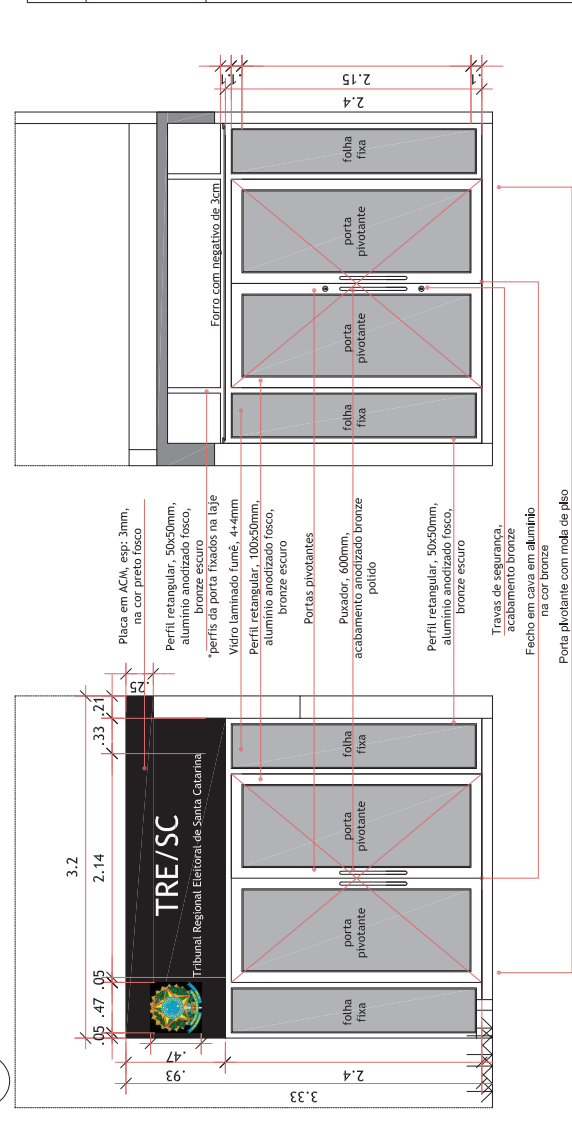 3.2
.05
.47
.05
2.14
.33
.21
.25
.47
.93
2.4
3.33
TRE/SC
Tribunal Regional Eleitoral de Santa Catarina
folha
fixa
porta
pivotante
porta
pivotante
folha
fixa
Placa em ACM, esp: 3mm,
na cor preto fosco
Perfil retangular, 50x50mm,
alumínio anodizado fosco,
bronze escuro
*perfis da porta fixados na laje
Vidro laminado fumê, 4+4mm
Perfil retangular, 100x50mm,
alumínio anodizado fosco,
bronze escuro
Portas pivotantes
Puxador, 600mm,
acabamento anodizado bronze
polido
Perfil retangular, 50x50mm,
alumínio anodizado fosco,
bronze escuro
Travas de segurança,
acabamento bronze
Fecho em cava em alumínio
na cor bronze
Porta pivotante com mola de piso
Forro com negativo de 3cm
folha
fixa
porta
pivotante
porta
pivotante
folha
fixa
.1
.1
2.15
2.4
.1